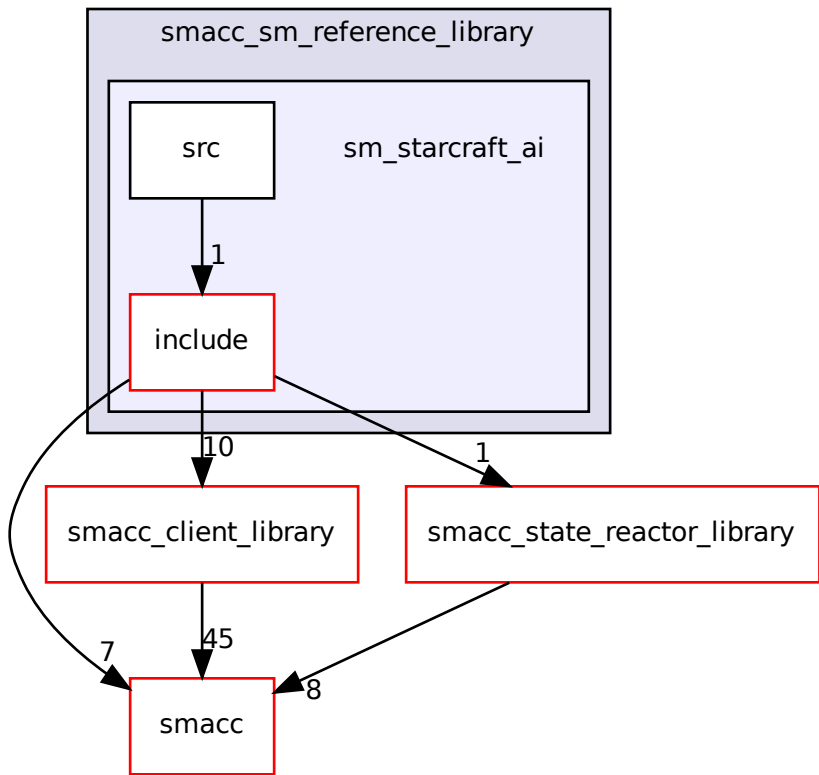 smacc_sm_reference_library
src
sm_starcraft_ai
1
include
10
1
smacc_client_library
smacc_state_reactor_library
45
7
8
smacc